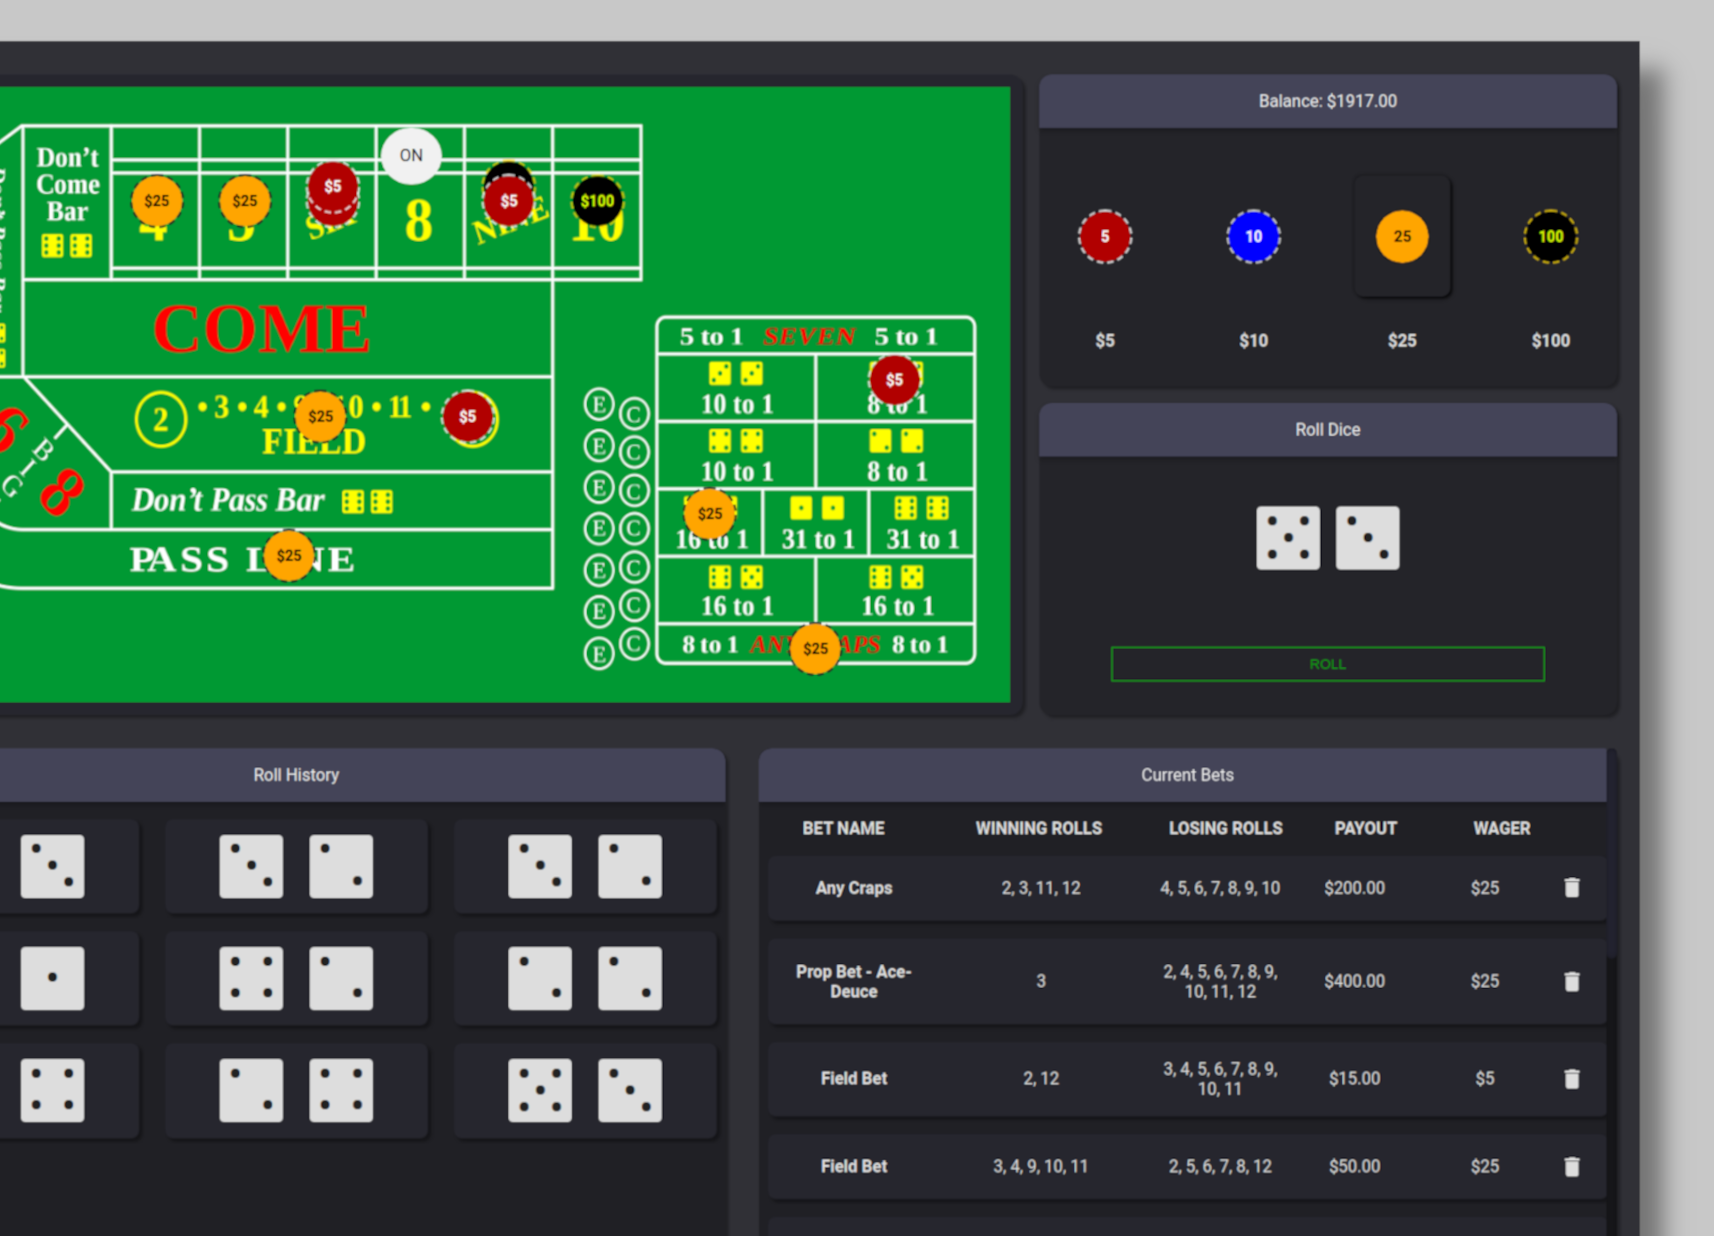 Balance: $1917.00
Don't
Come
Bar
ON
$25
$25
$5
8
$5
$100
10
5
10
25
100
$5
$10
$25
$100
COME
5 to 1 SEVEN 5 to 1
$5
10 to 1
8 to 1
2 • 3 • 4 •
$25
• 11 •
$5
FIELD
E C
E C
E C
E C
E C
E C
E C
10 to 1
8 to 1
BIG
8
Don't Pass Bar
$25
16 to 1
31 to 1
31 to 1
PASS LINE
$25
16 to 1
16 to 1
8 to 1
$25
8 to 1
Roll Dice
ROLL
Roll History
Current Bets
BET NAME WINNING ROLLS LOSING ROLLS PAYOUT WAGER
Any Craps 2, 3, 11, 12 4, 5, 6, 7, 8, 9, 10 $200.00 $25
Prop Bet - Ace-
Deuce
3
2, 4, 5, 6, 7, 8, 9,
10, 11, 12
$400.00 $25
Field Bet 2, 12
3, 4, 5, 6, 7, 8, 9,
10, 11
$15.00 $5
Field Bet 3, 4, 9, 10, 11 2, 5, 6, 7, 8, 12 $50.00 $25